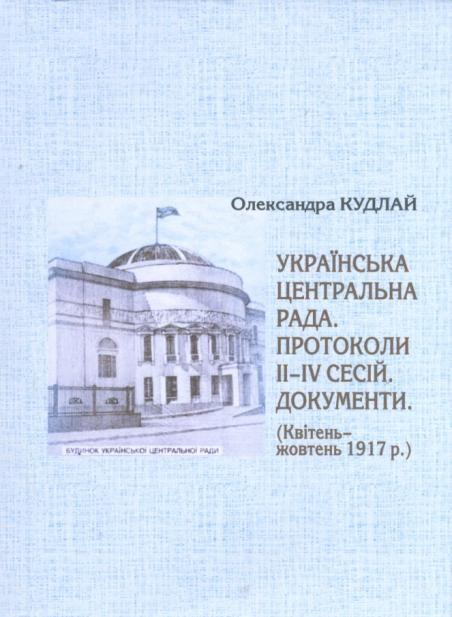 Олександра КУДЛАЙ
УКРАЇНСЬКА
ЦЕНТРАЛЬНА
РАДА.
ПРОТОКОЛИ
II–IV СЕСІЙ.
ДОКУМЕНТИ.
(Квітень–
жовтень 1917 р.)
БУДИНОК УКРАЇНСЬКОЇ ЦЕНТРАЛЬНОЇ РАДИ